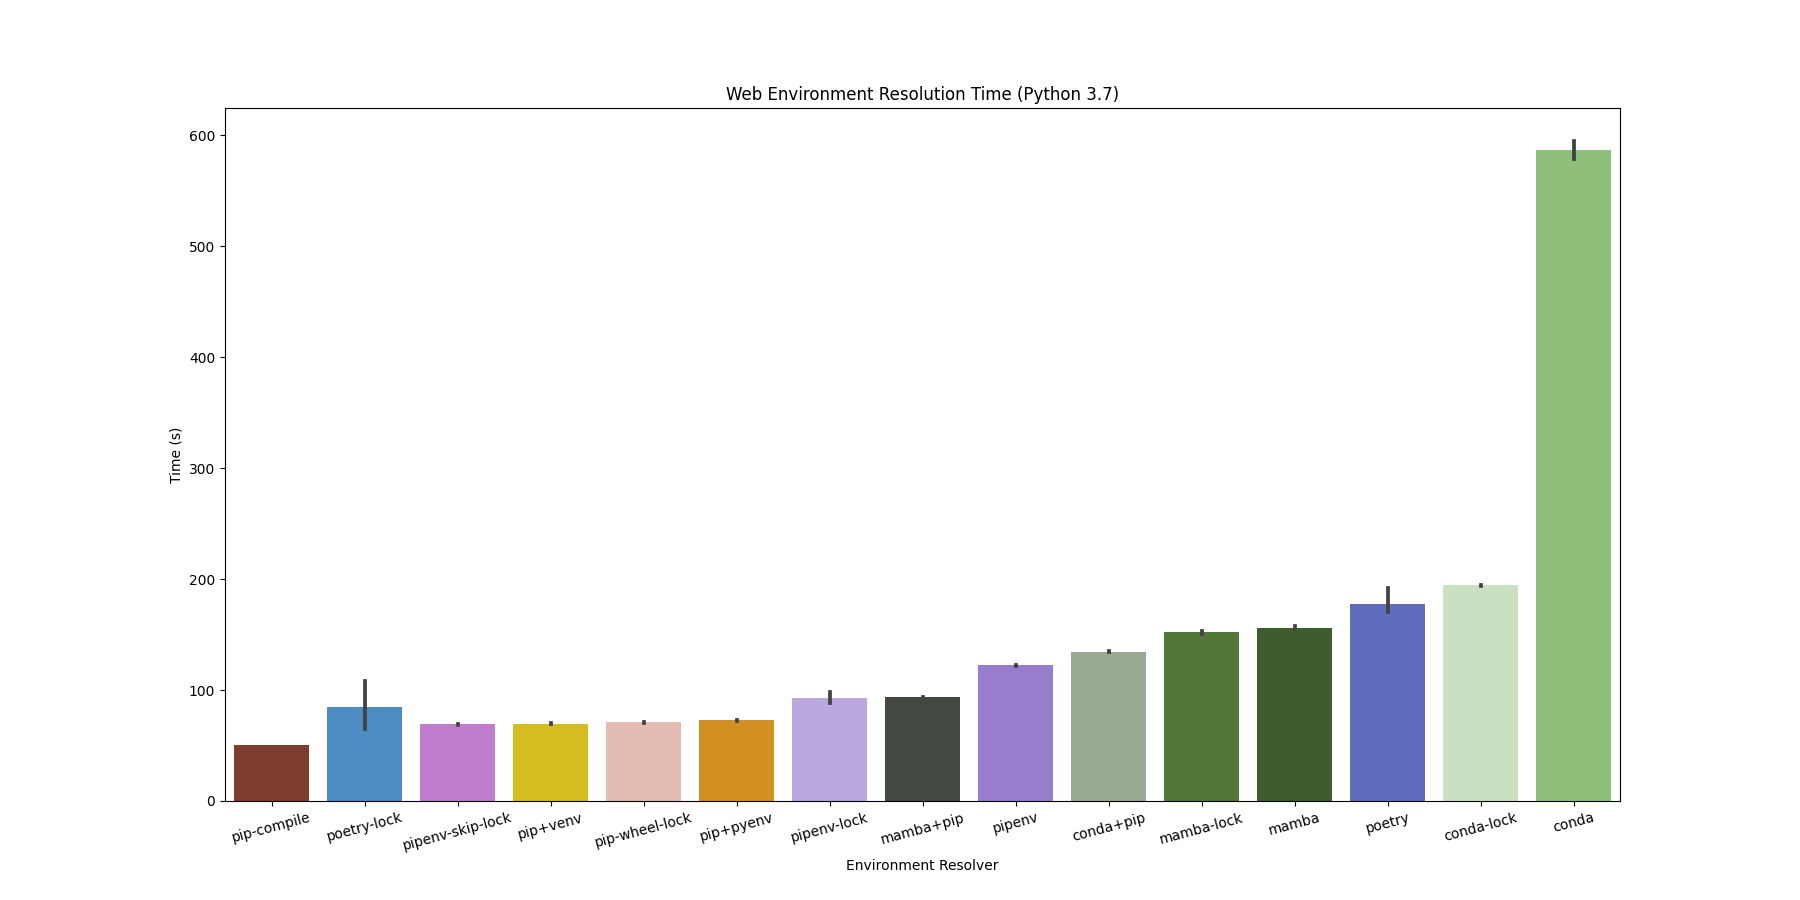 Web Environment Resolution Time (Python 3.7)
Time (s)
600
500
400
300
200
100
0
pip-compile
poetry-lock
pipenv-skip-lock
pip+venv
pip-wheel-lock
pip+pyenv
pipenv-lock
mamba+pip
pipenv
conda+pip
mamba-lock
mamba
poetry
conda-lock
conda
Environment Resolver